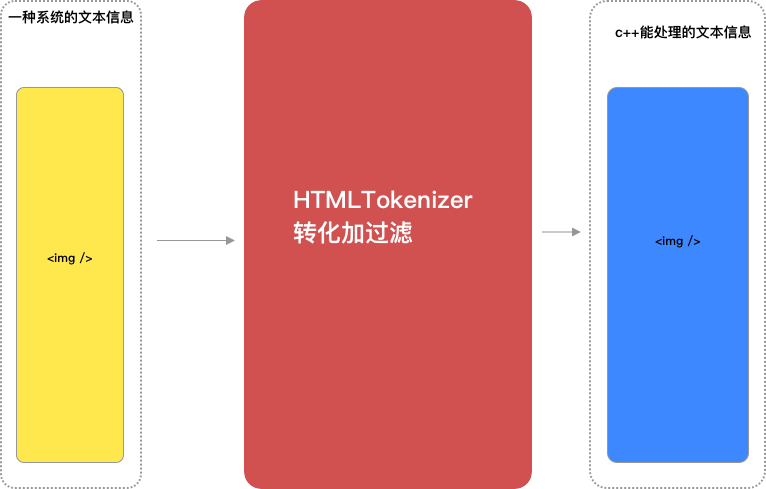 一种系统的文本信息
c++能处理的文本信息
HTMLTokenizer
转化加过滤
<img />
<img />